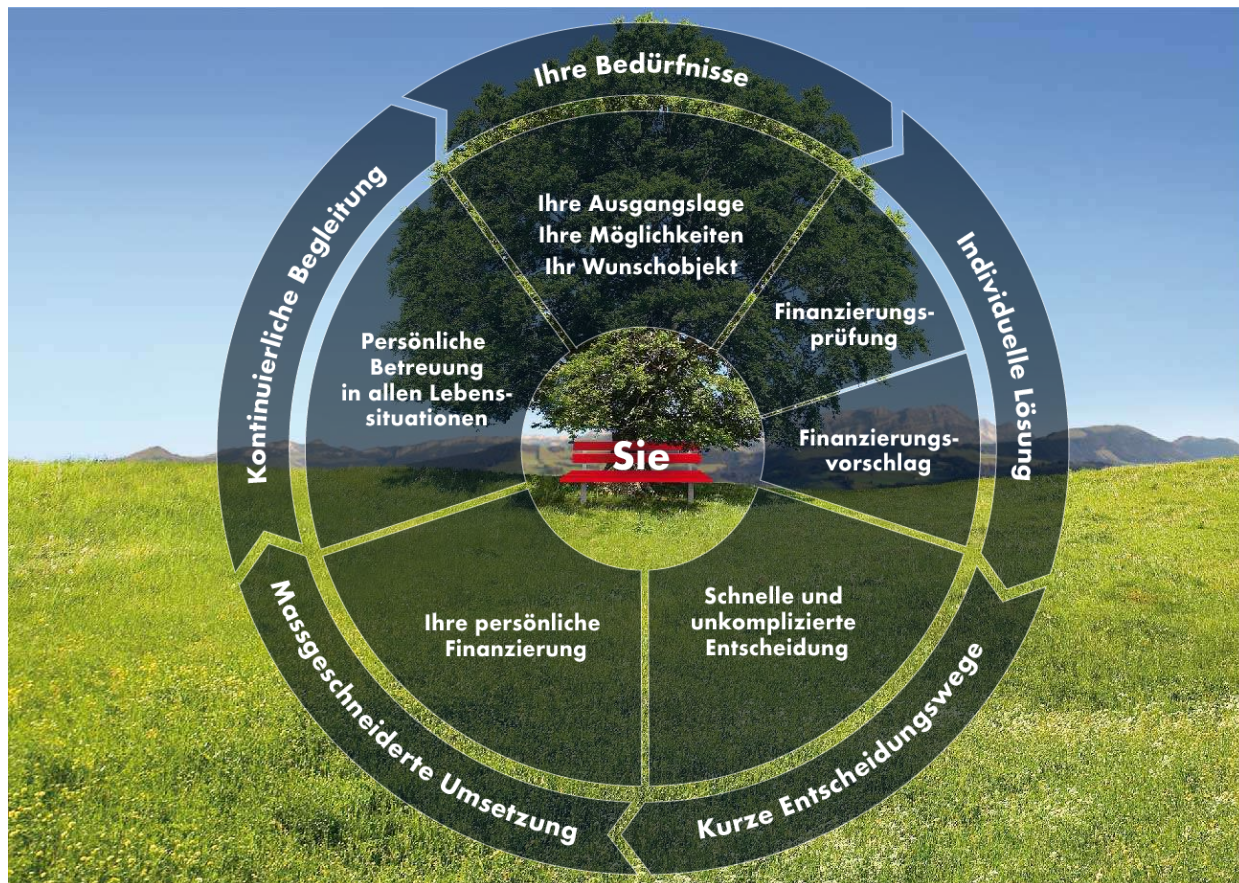 Ihre Bedürfnisse
Individuelle Lösung
Kurze Entscheidungswege
Massgeschneiderte Umsetzung
Kontinuierliche Begleitung
Ihre Ausgangslage
Ihre Möglichkeiten
Ihr Wunschobjekt
Finanzierungs-
prüfung
Finanzierungs-
vorschlag
Schnelle und
unkomplizierte
Entscheidung
Ihre persönliche
Finanzierung
Persönliche
Betreuung
in allen Lebens-
situationen
Sie